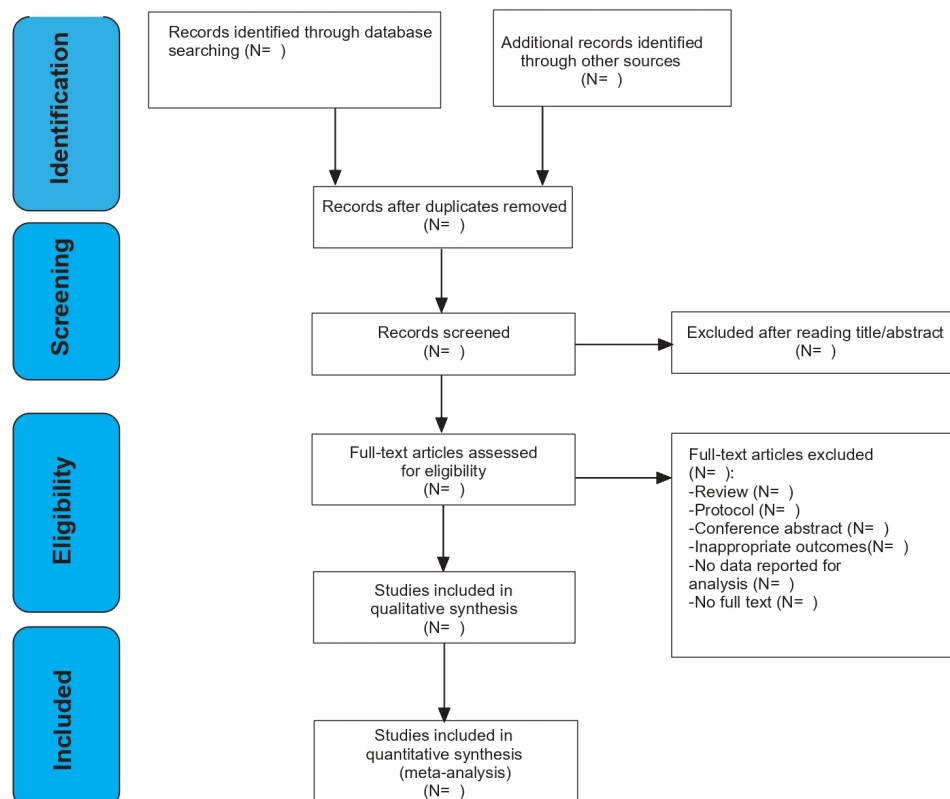 Identification
Records identified through database
searching (N=  )
Additional records identified
through other sources
(N=  )
Records after duplicates removed
(N=  )
Screening
Records screened
(N=  )
Excluded after reading title/abstract
(N=  )
Eligibility
Full-text articles assessed
for eligibility
(N=  )
Full-text articles excluded
(N=  ):
-Review (N=  )
-Protocol (N=  )
-Conference abstract (N=  )
-Inappropriate outcomes(N=  )
-No data reported for
analysis (N=  )
-No full text (N=  )
Studies included in
qualitative synthesis
(N=  )
Included
Studies included in
quantitative synthesis
(meta-analysis)
(N=  )